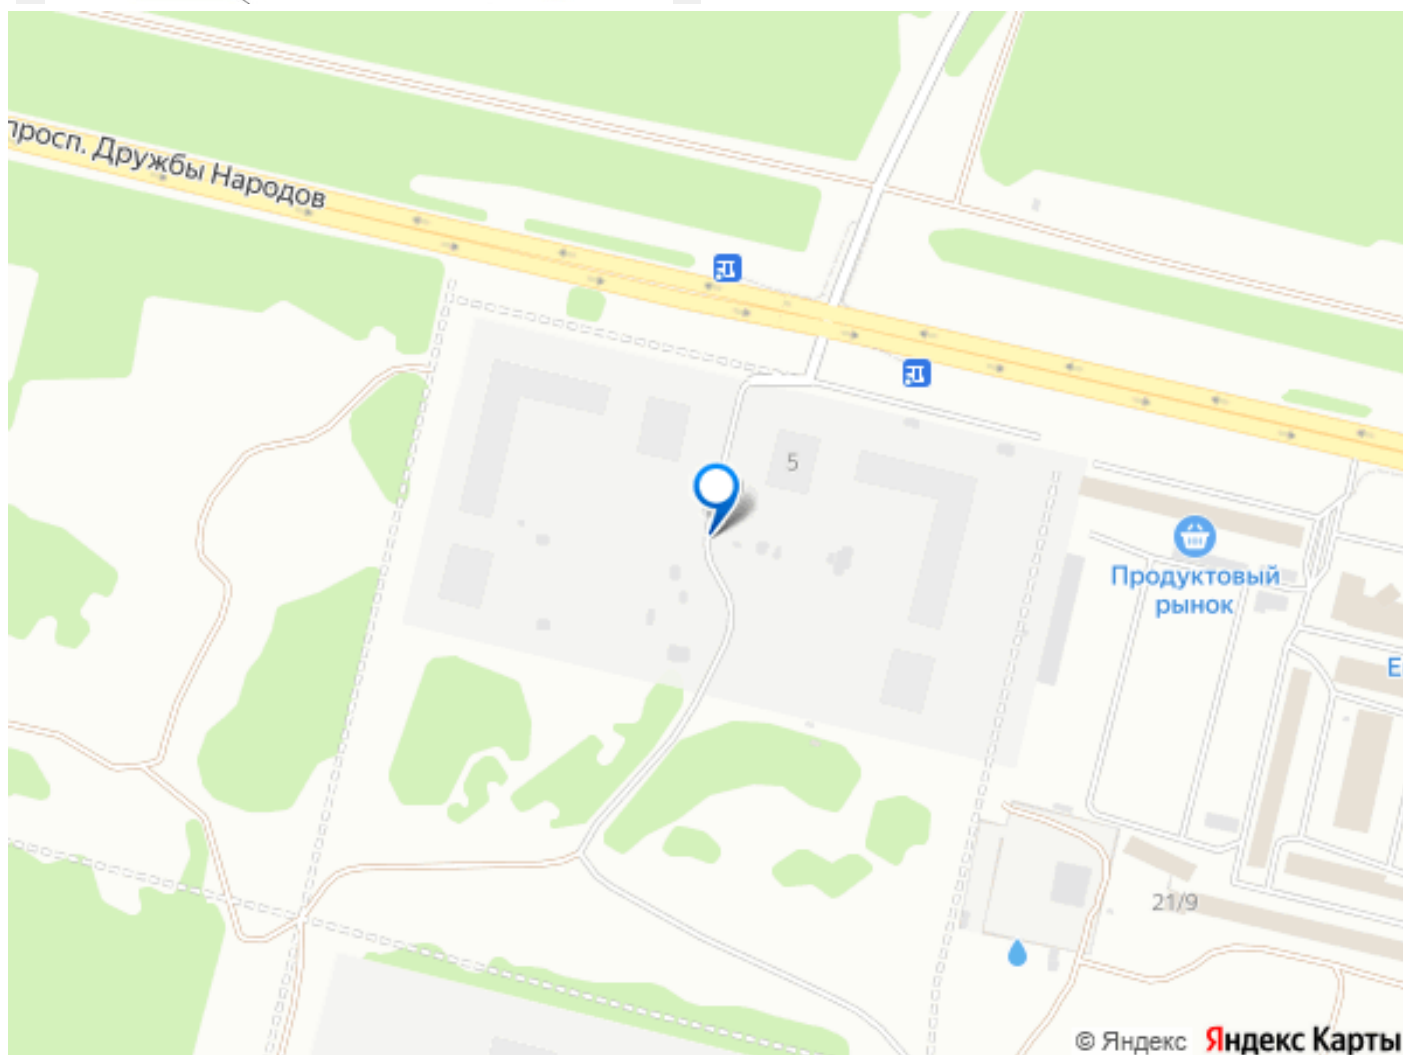 просп. Дружбы Народов
5
Продуктовый
рынок
Е
21/9
© Яндекс Яндекс Карты